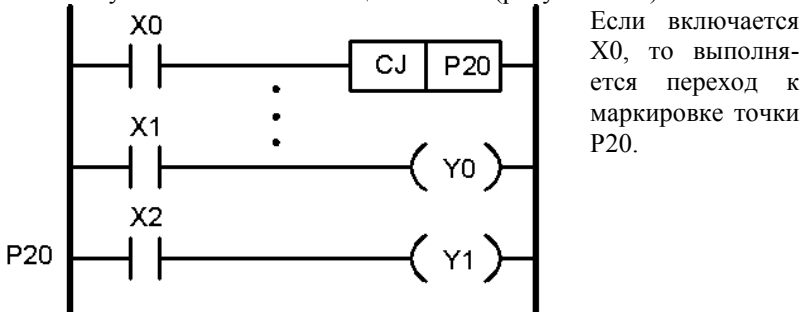 X0
CJ P20
X1
Y0
X2
P20
Y1
Если включается
X0, то выполня-
ется переход к
маркировке точки
P20.